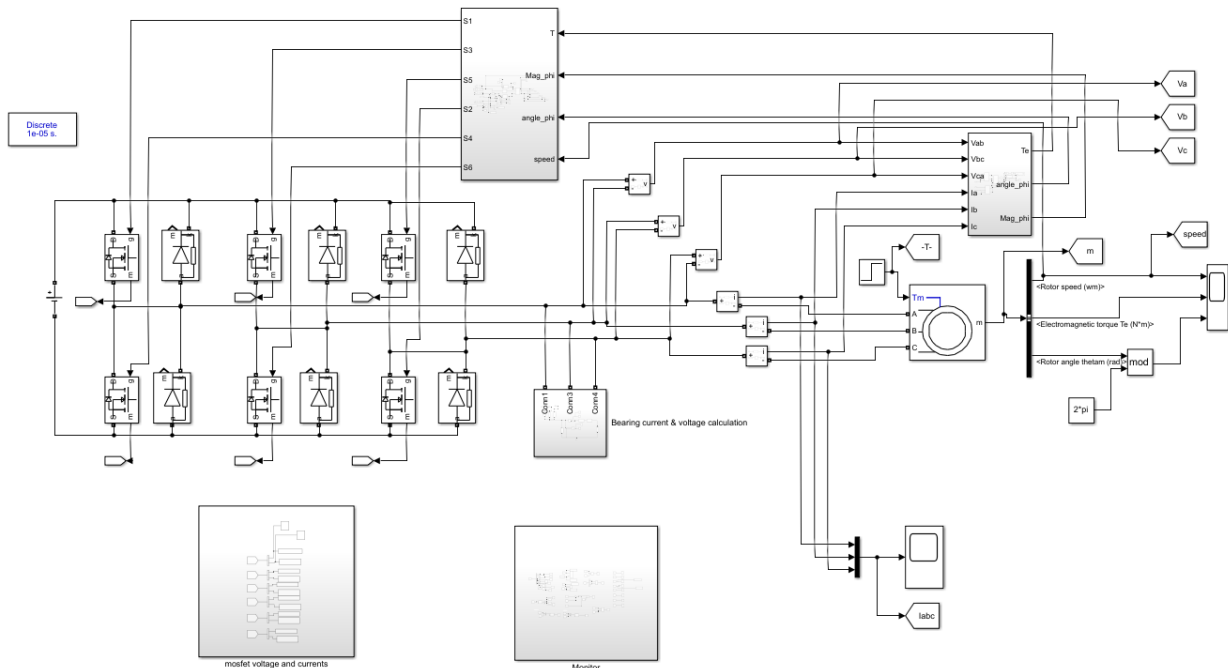 S1
S3
S5
S2
S4
S6
T
Mag_phi
angle_phi
speed
Discrete
1e-05 s.
Va
Vb
Vc
Vab
Vbc
Vca
Ia
Ib
Ic
Te
angle_phi
Mag_phi
+
-
v
+
-
v
+
-
v
g
m
g
m
g
m
+
-T-
m
speed
Tm
A
B
C
m
<Rotor speed (wm)>
<Electromagnetic torque Te (N*m)>
<Rotor angle thetam (rad)>
mod
2*pi
+
i
-
+
i
-
+
i
-
g
m
g
m
g
m
Conn1
Conn3
Conn4
Bearing current & voltage calculation
Iabc
mosfet voltage and currents
Monitor